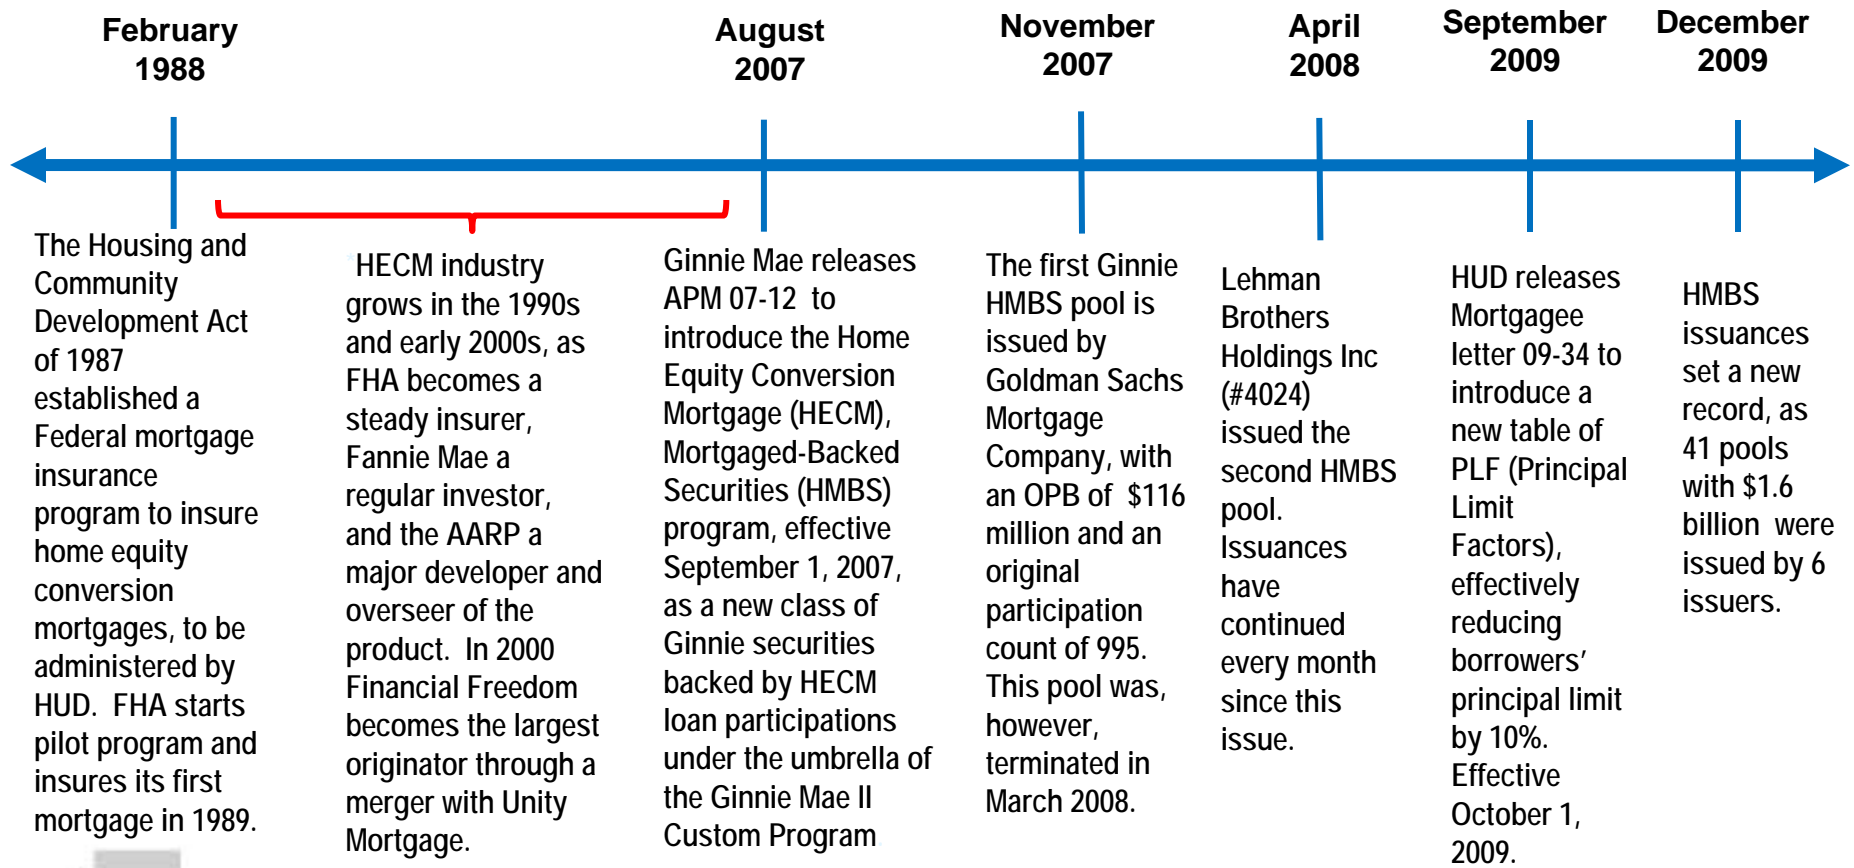 February
1988
August
2007
November
2007
April
2008
September
2009
December
2009
The Housing and
Community
Development Act
of 1987
established a
Federal mortgage
insurance
program to insure
home equity
conversion
mortgages, to be
administered by
HUD. FHA starts
pilot program and
insures its first
mortgage in 1989.
HECM industry
grows in the 1990s
and early 2000s, as
FHA becomes a
steady insurer,
Fannie Mae a
regular investor,
and the AARP a
major developer and
overseer of the
product. In 2000
Financial Freedom
becomes the largest
originator through a
merger with Unity
Mortgage.
Ginnie Mae releases
APM 07-12 to
introduce the Home
Equity Conversion
Mortgage (HECM),
Mortgaged-Backed
Securities (HMBS)
program, effective
September 1, 2007,
as a new class of
Ginnie securities
backed by HECM
loan participations
under the umbrella of
the Ginnie Mae II
Custom Program
The first Ginnie
HMBS pool is
issued by
Goldman Sachs
Mortgage
Company, with
an OPB of $116
million and an
original
participation
count of 995.
This pool was,
however,
terminated in
March 2008.
Lehman
Brothers
Holdings Inc
(#4024)
issued the
second HMBS
pool.
Issuances
have
continued
every month
since this
issue.
HUD releases
Mortgagee
letter 09-34 to
introduce a
new table of
PLF (Principal
Limit
Factors),
effectively
reducing
borrowers’
principal limit
by 10%.
Effective
October 1,
2009.
HMBS
issuances
set a new
record, as
41 pools
with $1.6
billion were
issued by 6
issuers.